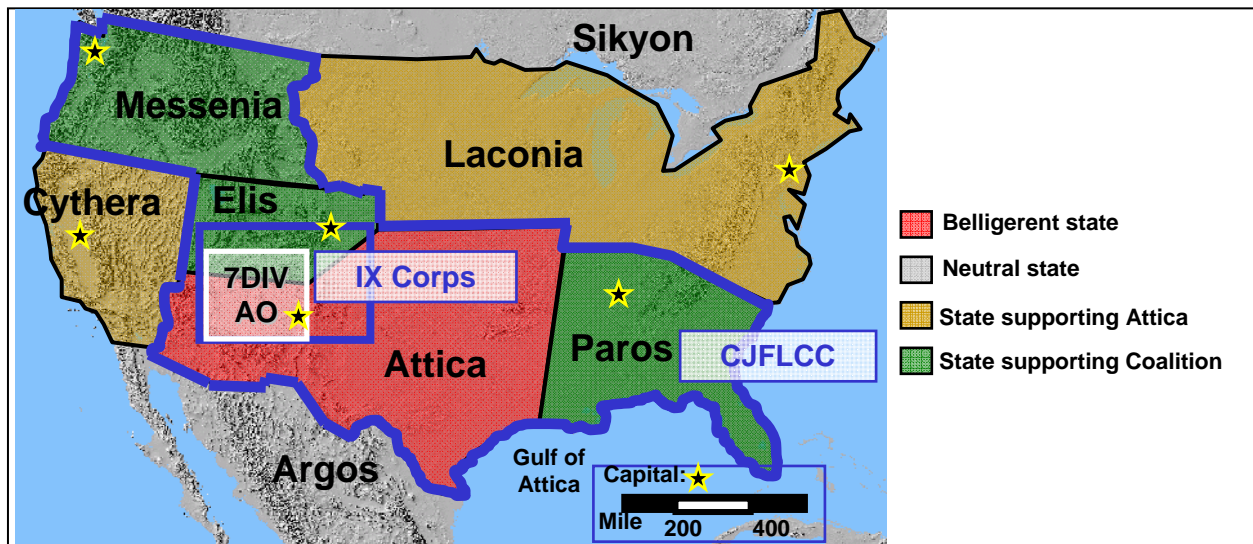 Sikyon
Messenia
Laconia
Cythera
Elis
7DIV
AO
IX Corps
Attica
Paros
CJFLCC
Argos
Gulf of
Attica
Capital:
Mile
200
400
Belligerent state
Neutral state
State supporting Attica
State supporting Coalition